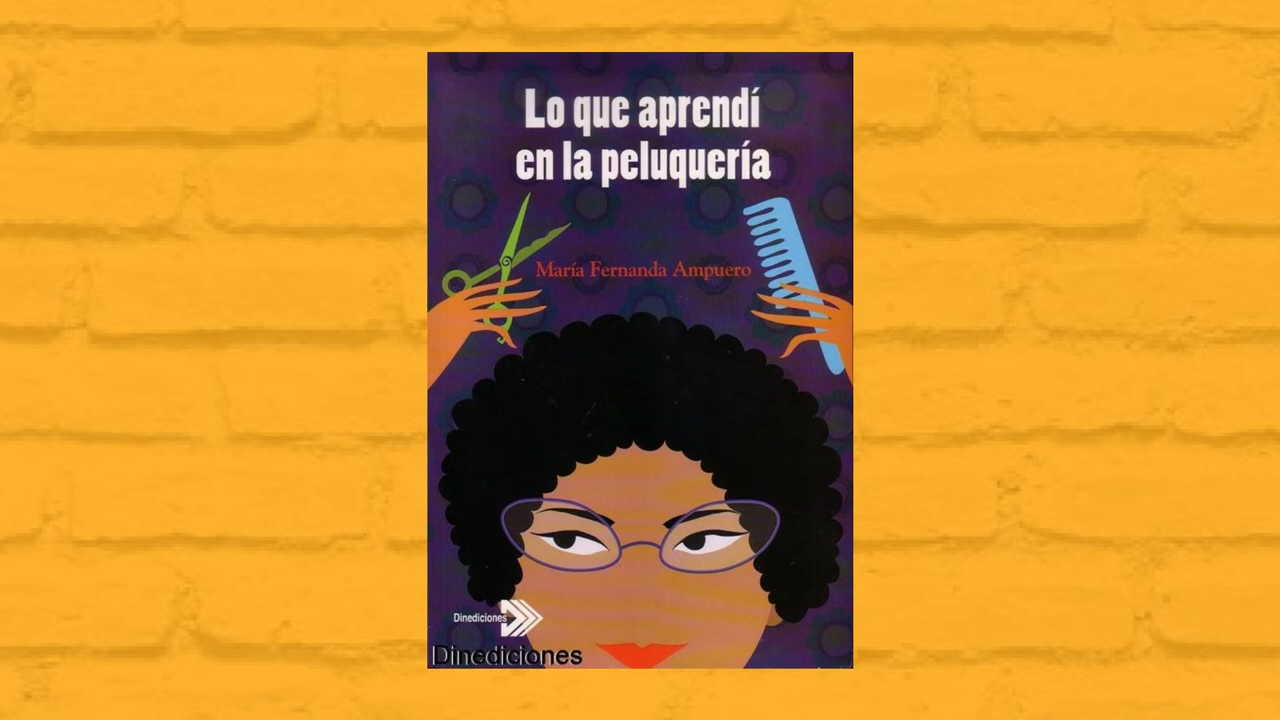 Lo que aprendí
en la peluquería
María Fernanda Ampuero
Dinediciones
Dinediciones